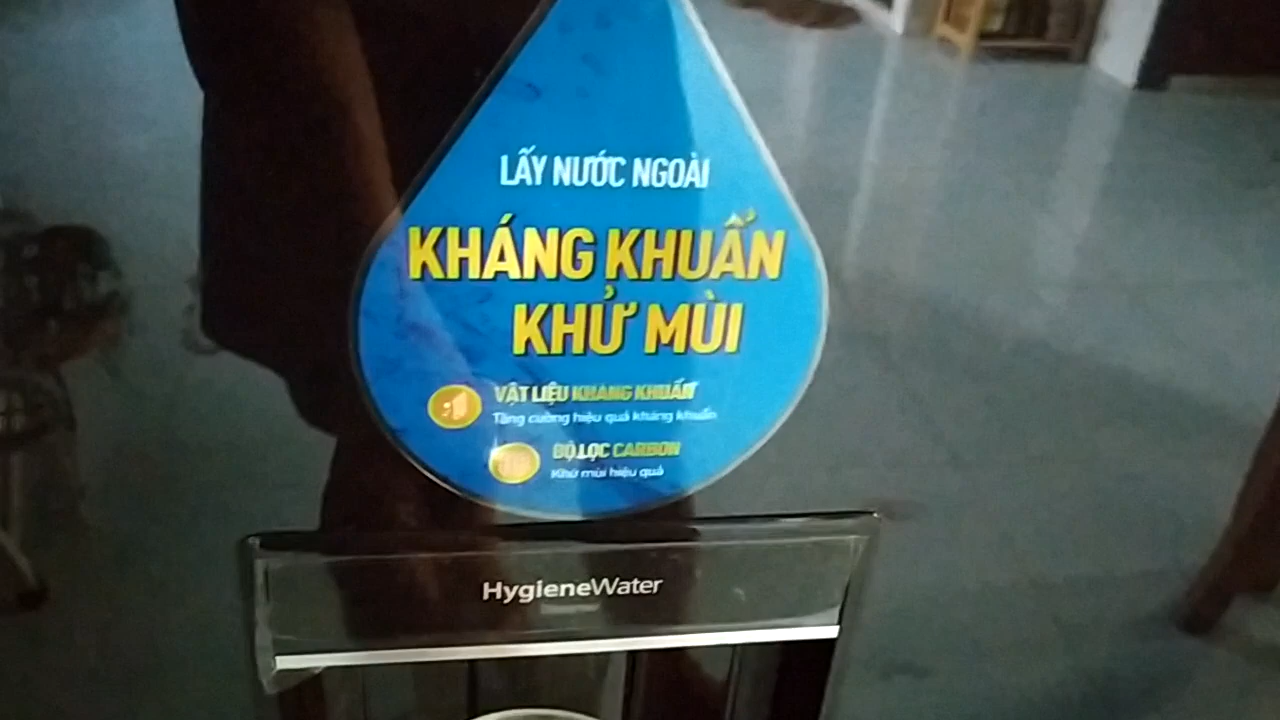 LẤY NƯỚC NGOÀI
KHÁNG KHUẨN
KHỬ MÙI
VẬT LIỆU KHÁNG KHUẨN
Tăng cường hiệu quả kháng khuẩn
BỘ LỌC CARBON
Khử mùi hiệu quả
HygieneWater